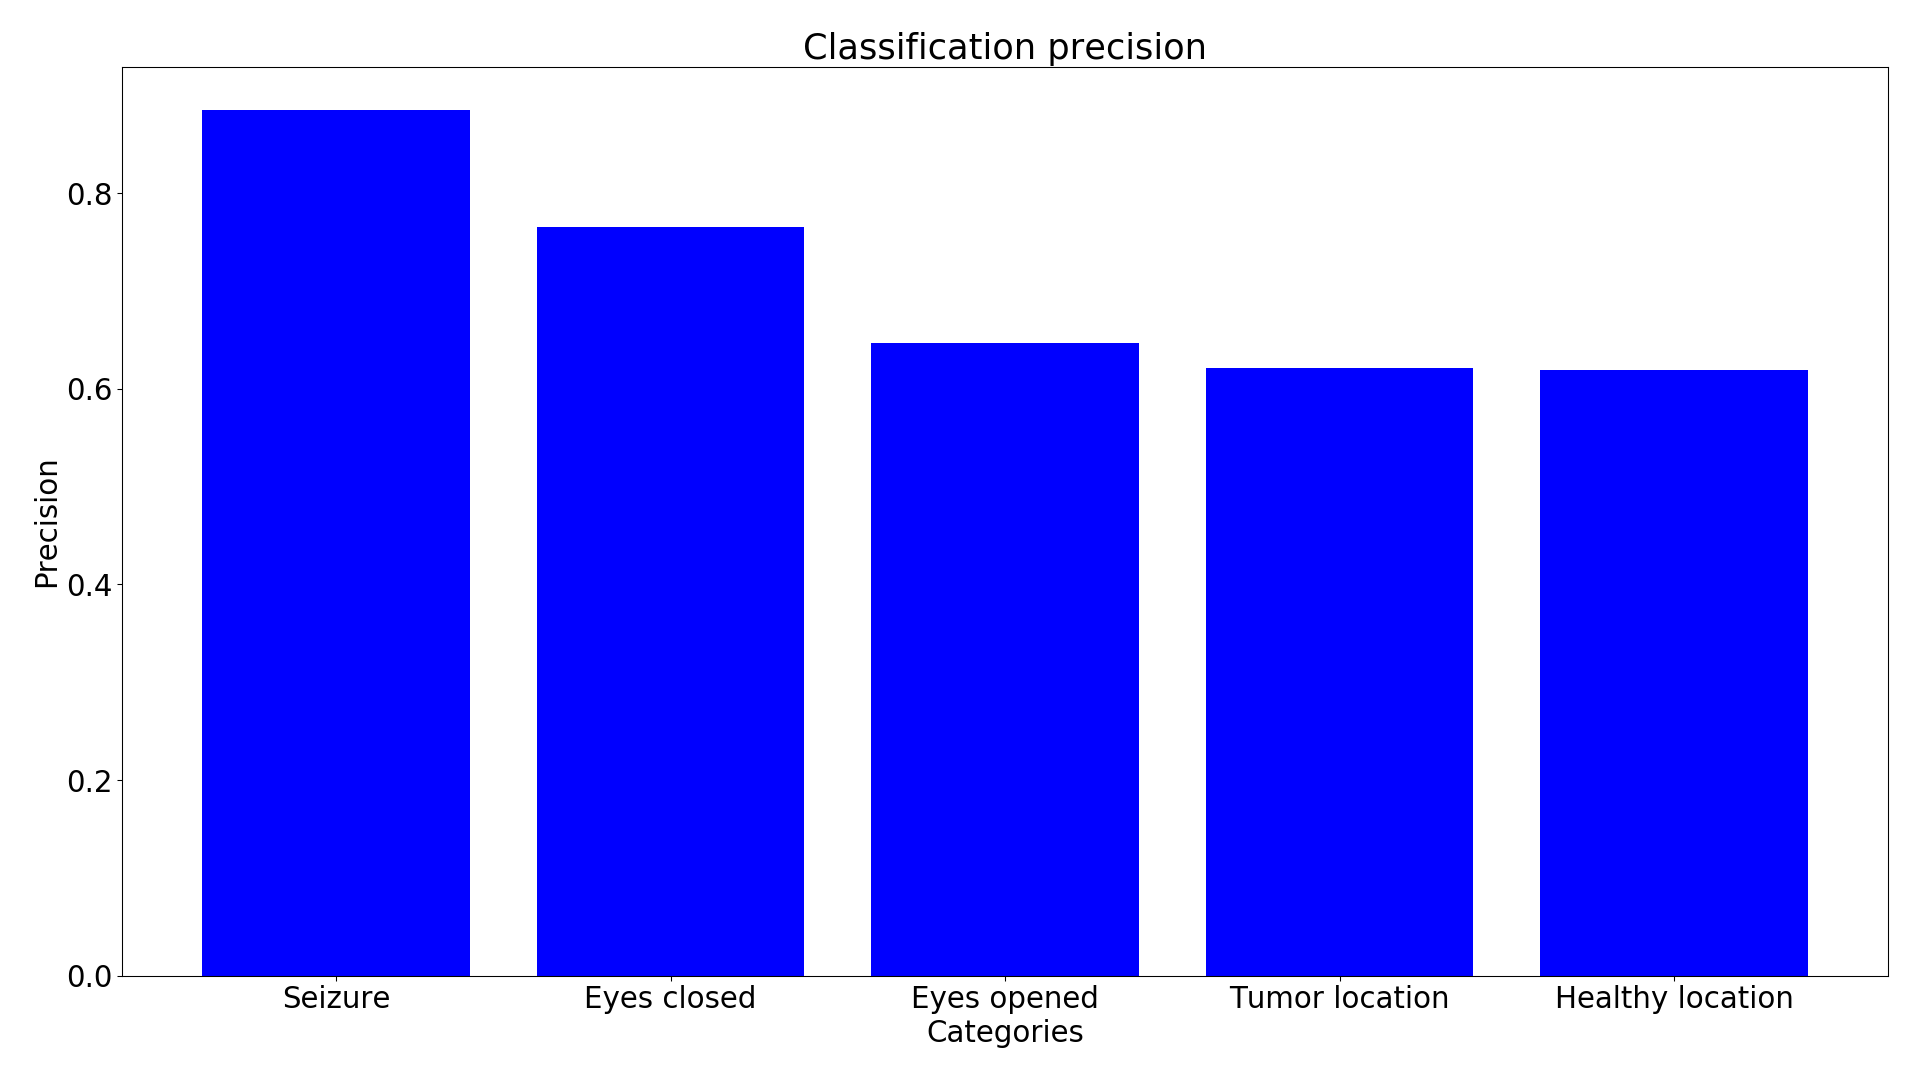 Classification precision
0.8
0.6
0.4
0.2
0.0
Precision
Seizure Eyes closed Eyes opened Tumor location Healthy location
Categories